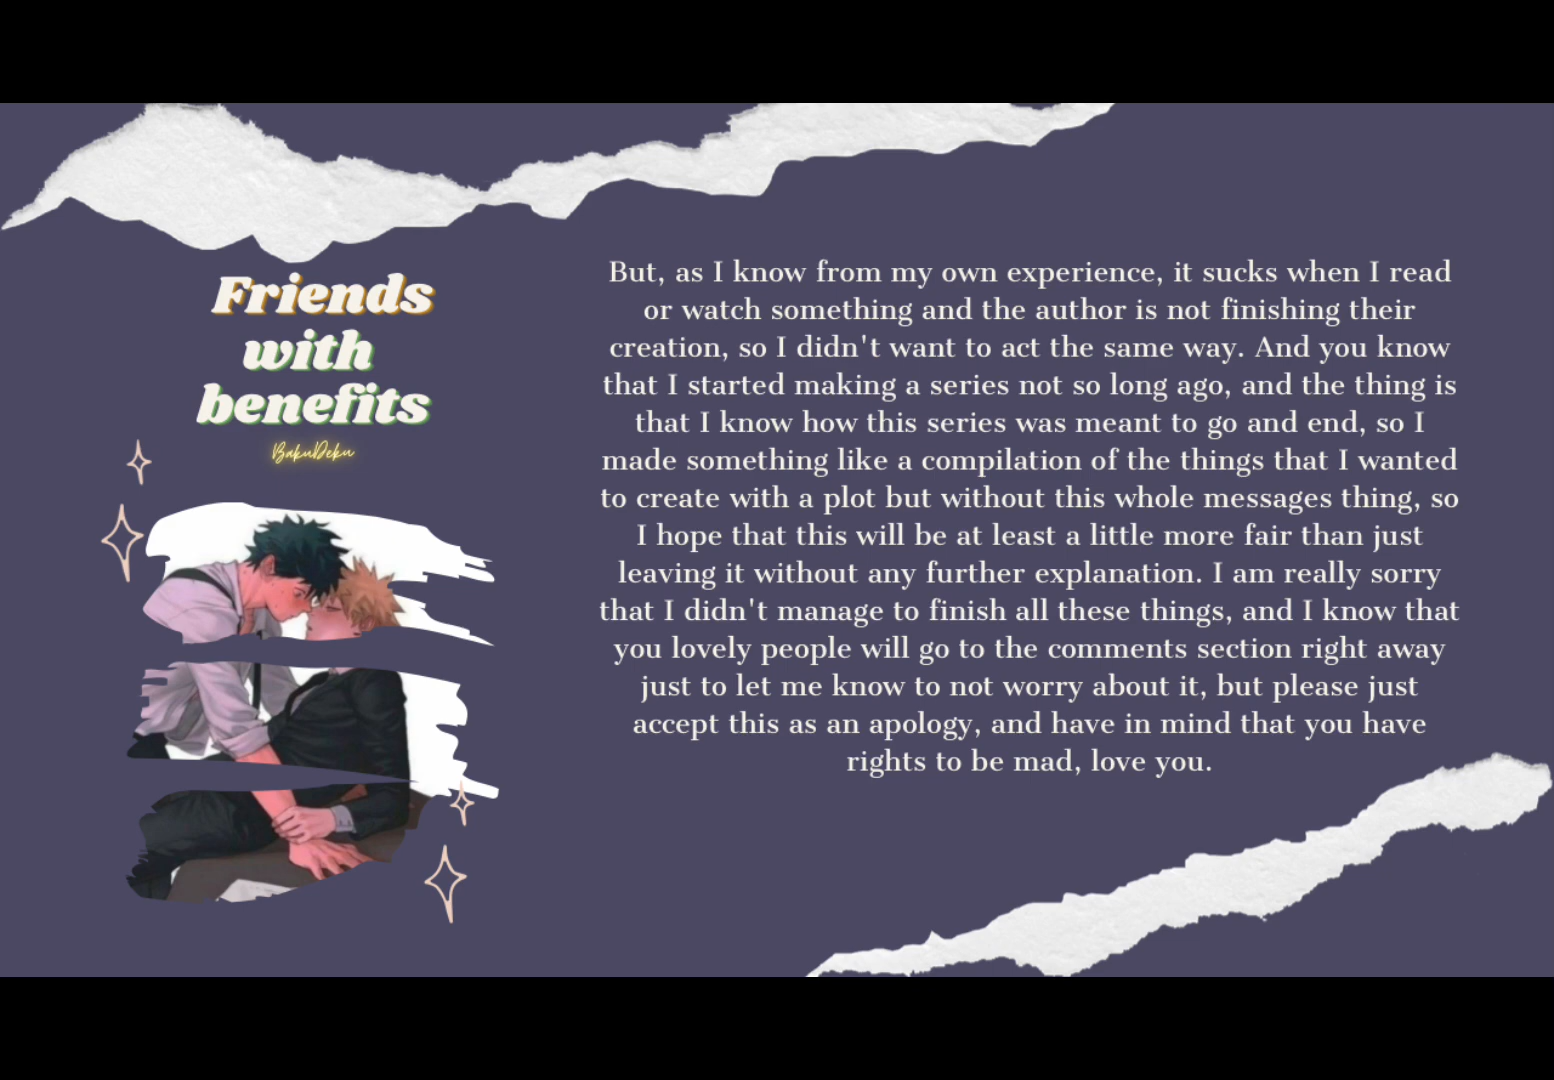 Friends
with
benefits
BakuDeku
But, as I know from my own experience, it sucks when I read
or watch something and the author is not finishing their
creation, so I didn't want to act the same way. And you know
that I started making a series not so long ago, and the thing is
that I know how this series was meant to go and end, so I
made something like a compilation of the things that I wanted
to create with a plot but without this whole messages thing, so
I hope that this will be at least a little more fair than just
leaving it without any further explanation. I am really sorry
that I didn't manage to finish all these things, and I know that
you lovely people will go to the comments section right away
just to let me know to not worry about it, but please just
accept this as an apology, and have in mind that you have
rights to be mad, love you.